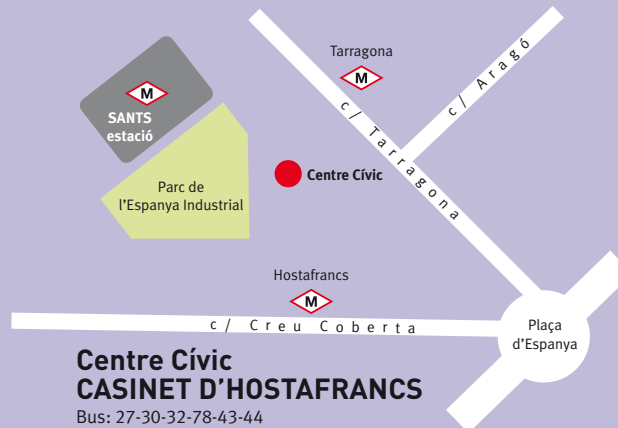 Tarragona
M
c/ Aragó
M
SANTS
estació
c/ Tarragona
Centre Cívic
Parc de
l'Espanya Industrial
Hostafrancs
M
c/ Creu Coberta
Plaça
d'Espanya
Centre Cívic
CASINET D'HOSTAFRANCS
Bus: 27-30-32-78-43-44